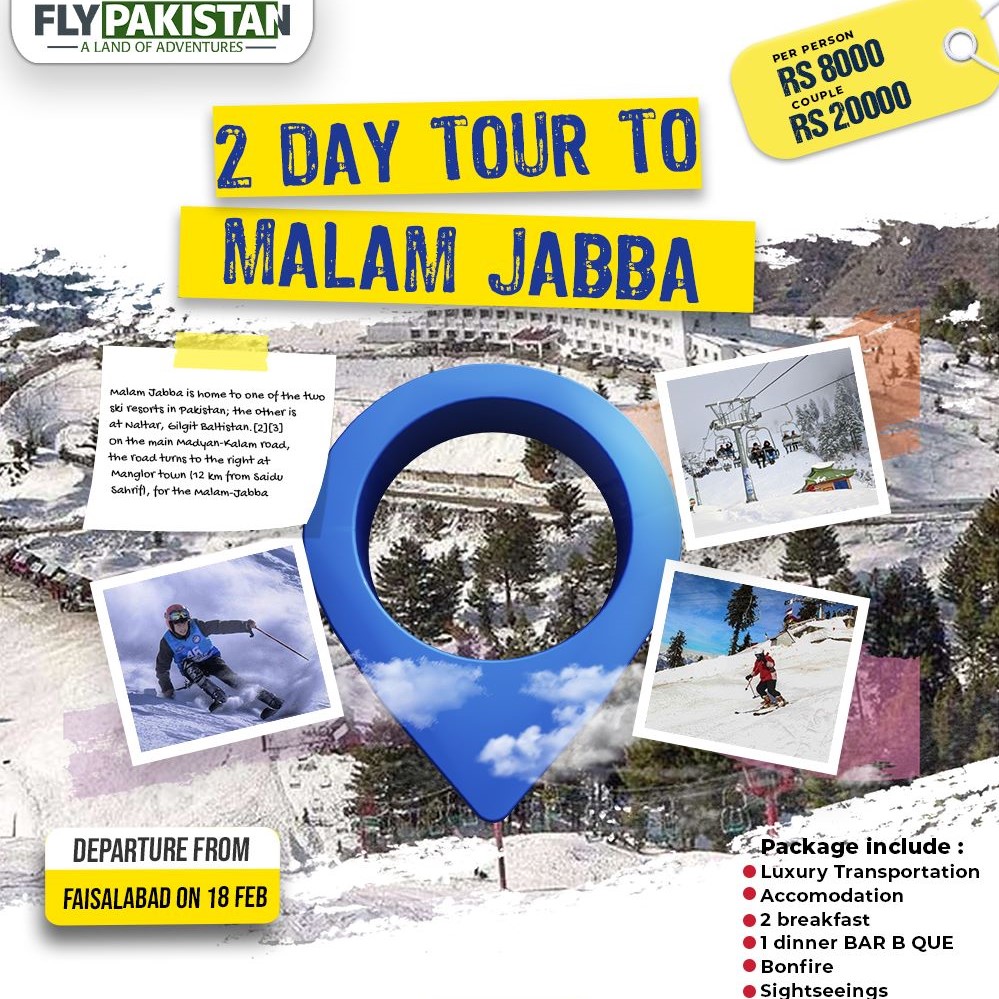 FLYPAKISTAN
A LAND OF ADVENTURES
PER PERSON
RS 8000
COUPLE
RS 20000
2 DAY TOUR TO
MALAM JABBA
Malam Jabba is home to one of the two
ski resorts in Pakistan; the other is
at Naltar, Gilgit Baltistan.[2][3]
On the main Madyan-Kalam road,
the road turns to the right at
Manglor town (12 km from Saidu
Sahrif), for the Malam-Jabba
DEPARTURE FROM
FAISALABAD ON 18 FEB
Package include :
Luxury Transportation
Accomodation
2 breakfast
1 dinner BAR B QUE
Bonfire
Sightseeings